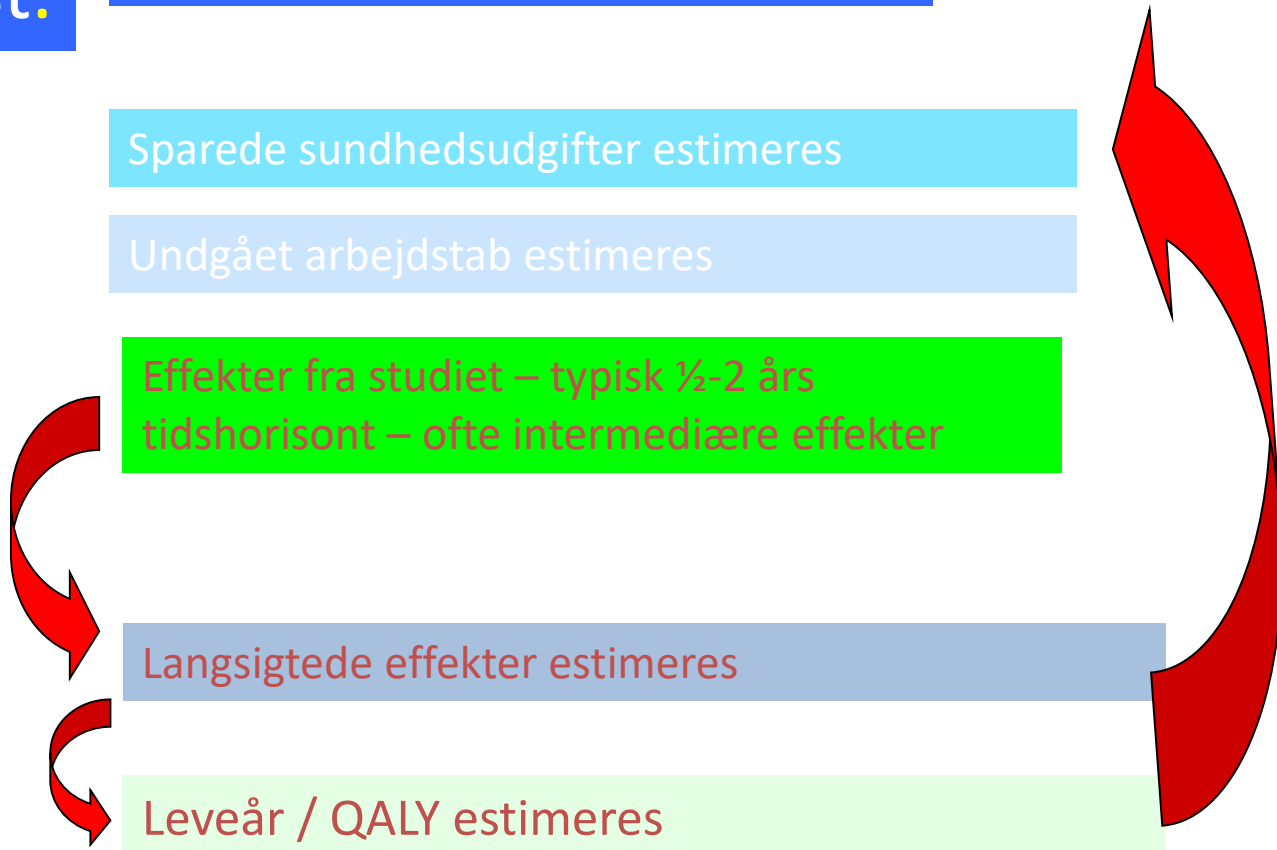 Sparede sundhedsudgifter estimeres
Undgået arbejdstab estimeres
Effekter fra studiet – typisk ½-2 års
tidshorisont – ofte intermediære effekter
Langsigtede effekter estimeres
Leveår / QALY estimeres